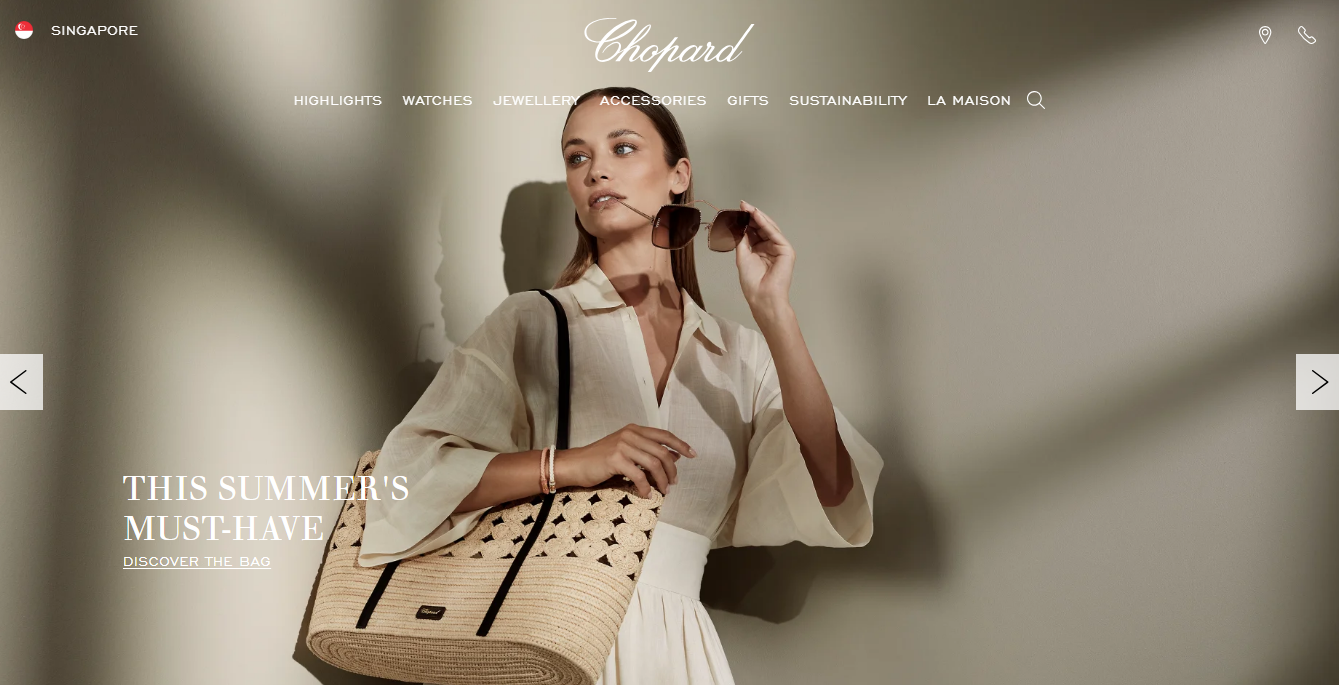 SINGAPORE
Chopard
HIGHLIGHTS WATCHES JEWELLERY ACCESSORIES GIFTS SUSTAINABILITY LA MAISON
THIS SUMMER'S
MUST-HAVE
DISCOVER THE BAG
Chopard